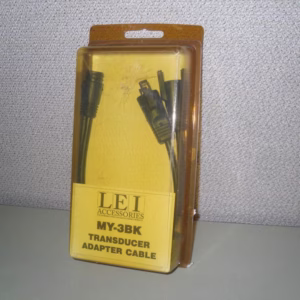 LEI
ACCESSORIES
MY-3BK
TRANSDUCER
ADAPTER CABLE